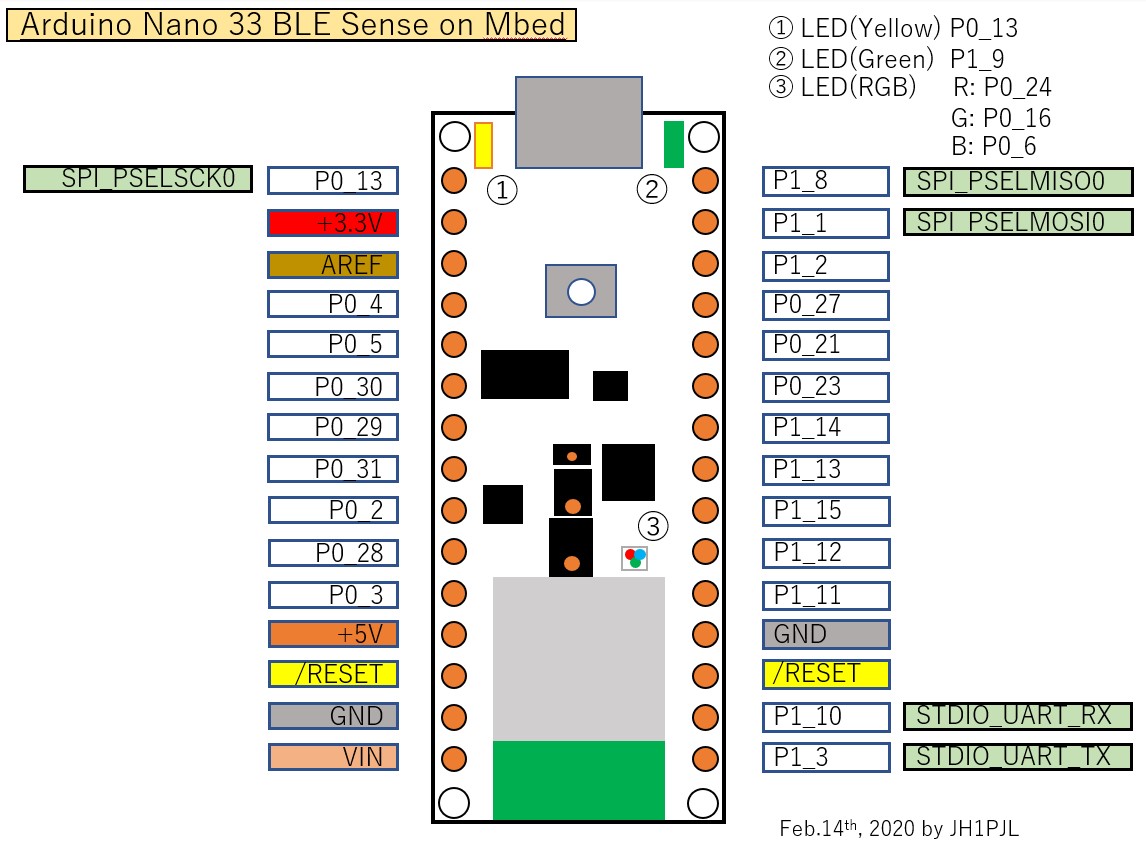 Arduino Nano 33 BLE Sense on Mbed
① LED(Yellow) P0_13
② LED(Green) P1_9
③ LED(RGB) R: P0_24
G: P0_16
B: P0_6
① ②
SPI_PSELSCK0 P0_13 P1_8 SPI_PSELMISO0
+3.3V P1_1 SPI_PSELMOSI0
AREF P1_2
P0_4 P0_27
P0_5 P0_21
P0_30 P0_23
P0_29 P1_14
P0_31 P1_13
P0_2 P1_15
③
P0_28 P1_12
P0_3 P1_11
+5V GND
/RESET /RESET
GND P1_10 STDIO_UART_RX
VIN P1_3 STDIO_UART_TX
Feb.14th, 2020 by JH1PJL